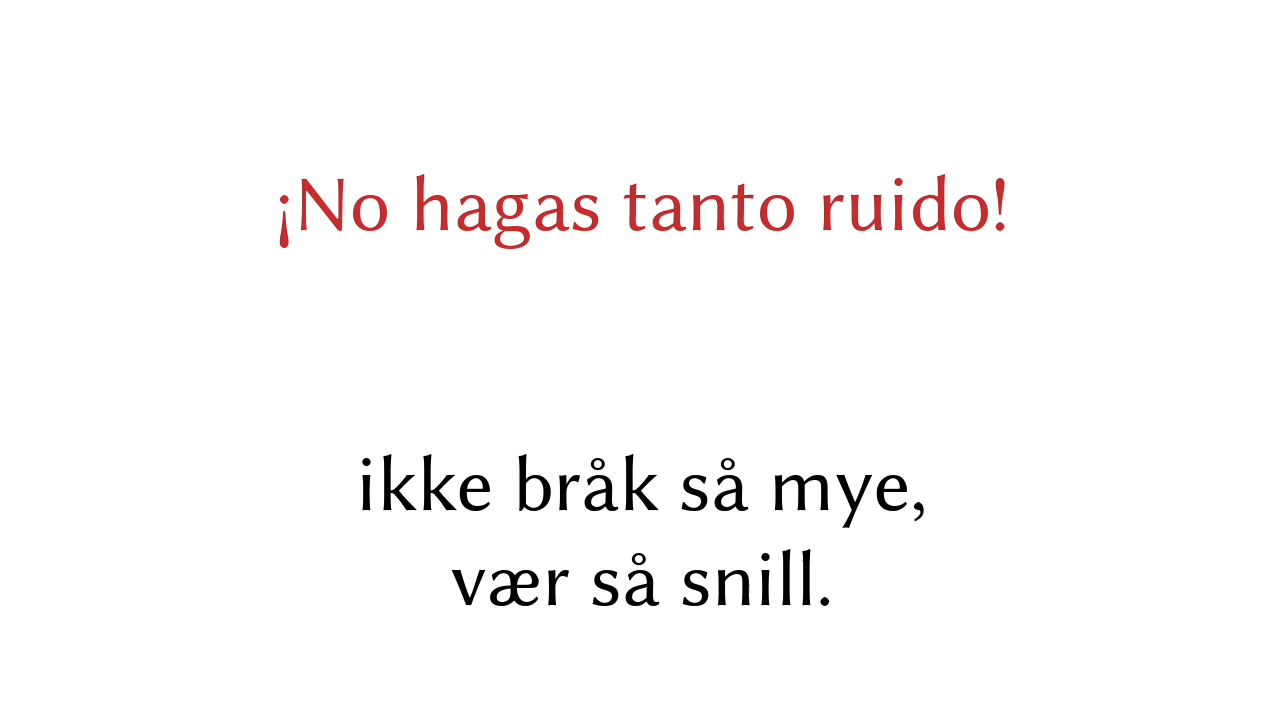 ¡No hagas tanto ruido!
ikke bråk så mye,
vær så snill.